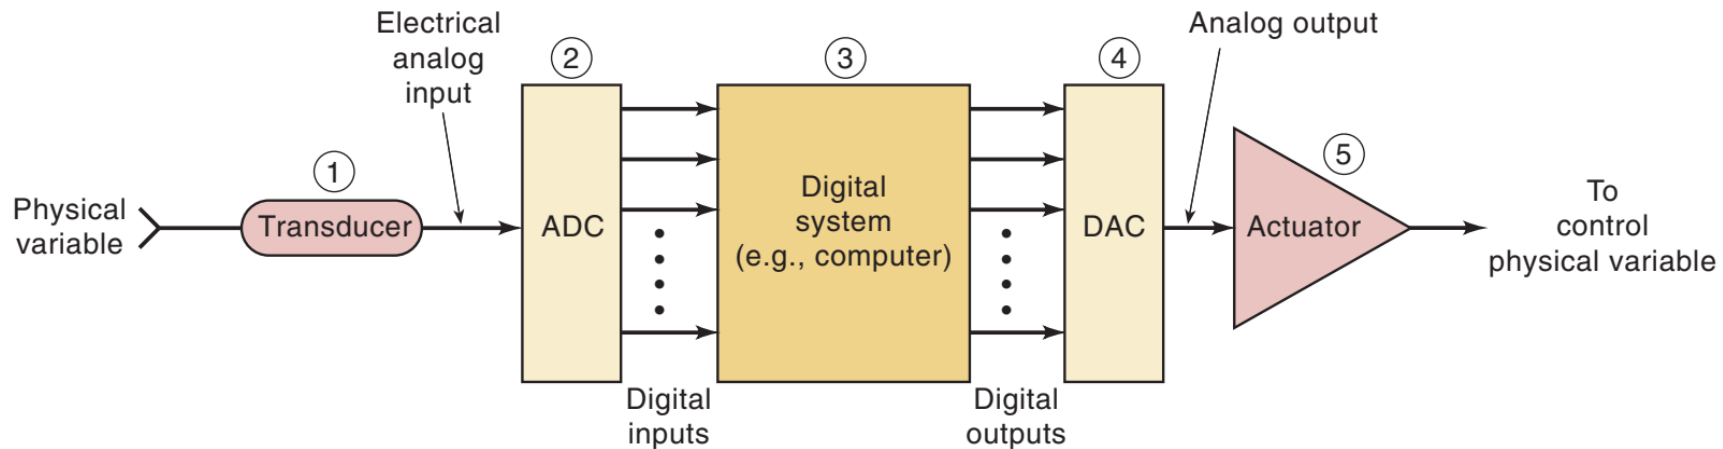 Physical
variable
1
Transducer
Electrical
analog
input
2
ADC
Digital
inputs
3
Digital
system
(e.g., computer)
Digital
outputs
4
DAC
Analog output
5
Actuator
To
control
physical variable